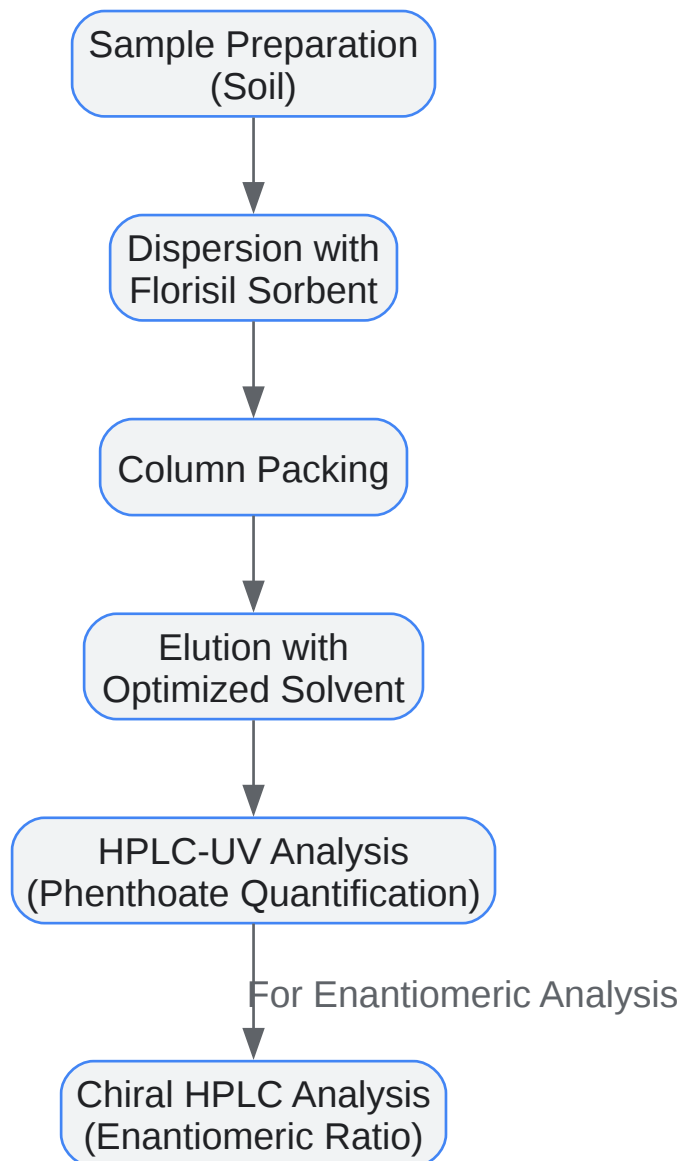 Sample Preparation
(Soil)
Dispersion with
Florisil Sorbent
Column Packing
Elution with
Optimized Solvent
HPLC-UV Analysis
(Phenthoate Quantification)
For Enantiomeric Analysis
Chiral HPLC Analysis
(Enantiomeric Ratio)